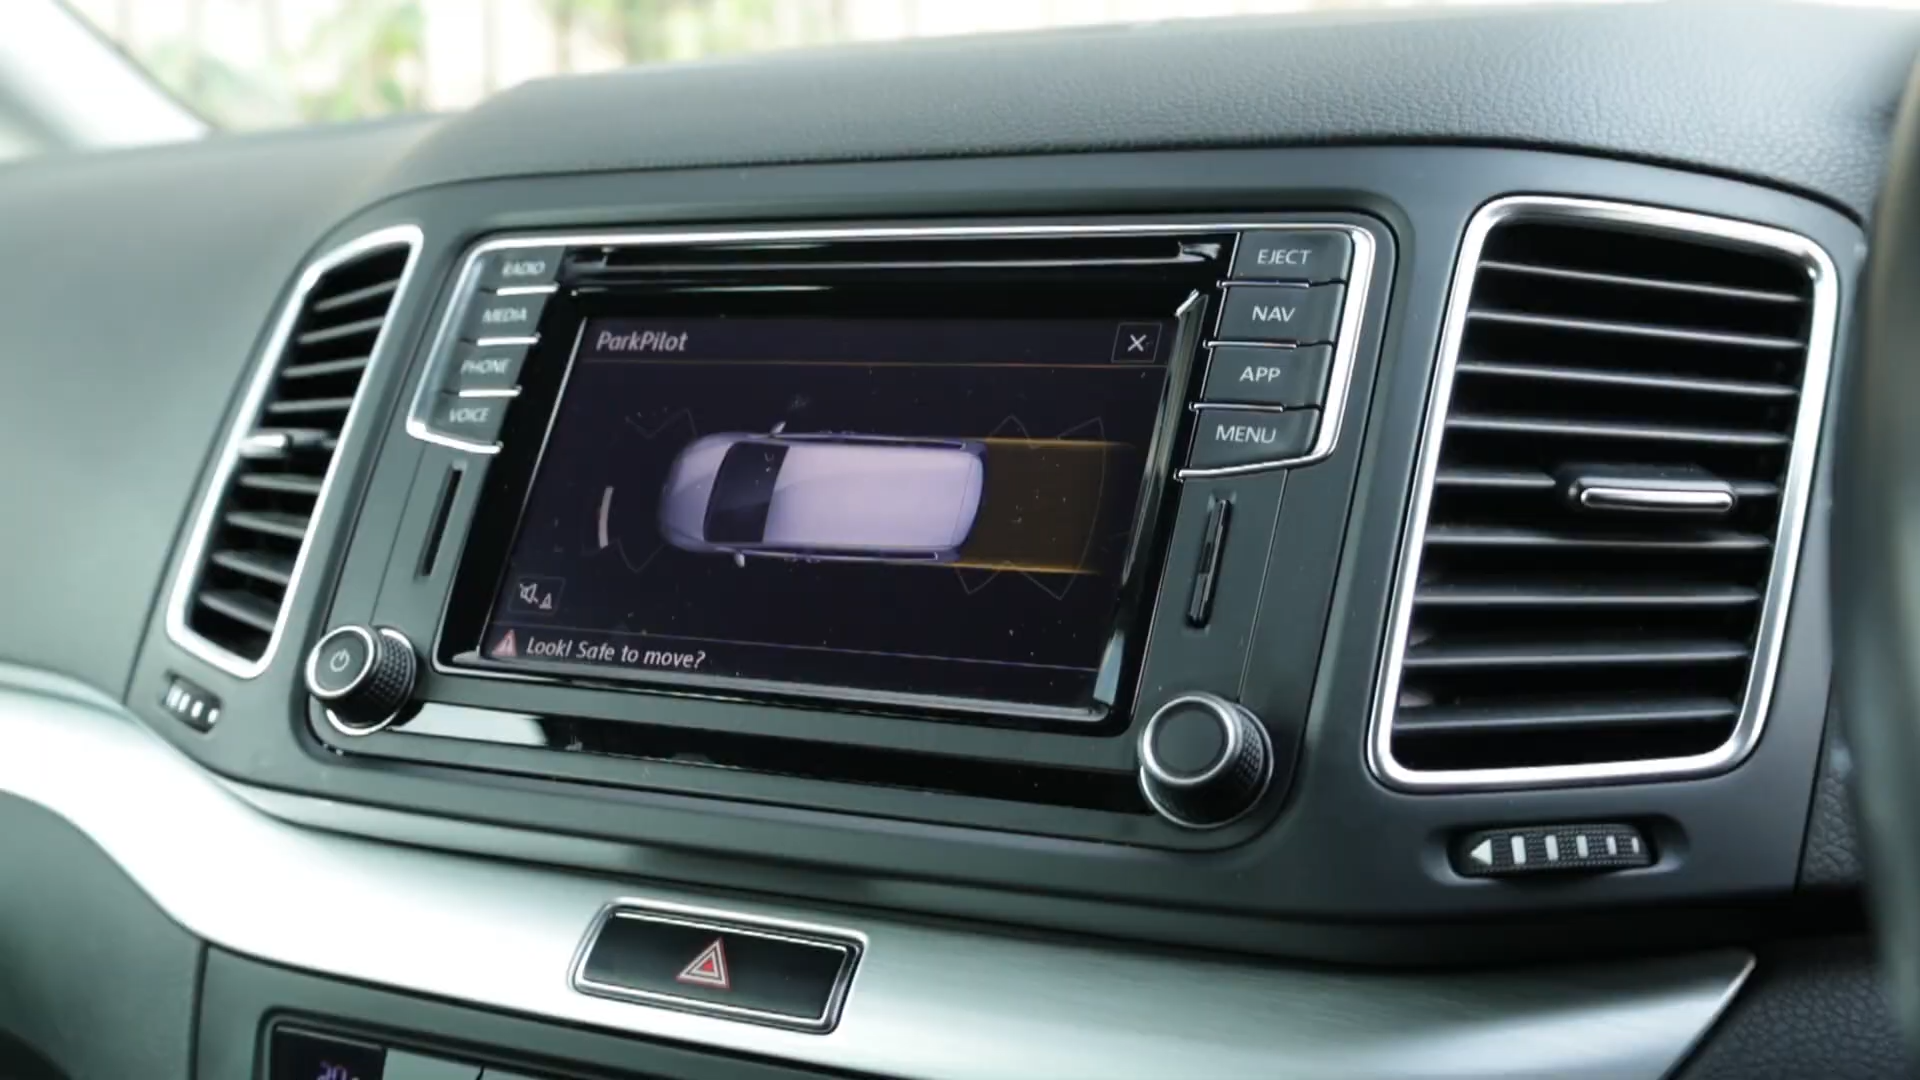 RADIO
MEDIA
PHONE
VOICE
EJECT
NAV
APP
MENU
ParkPilot
Look! Safe to move?